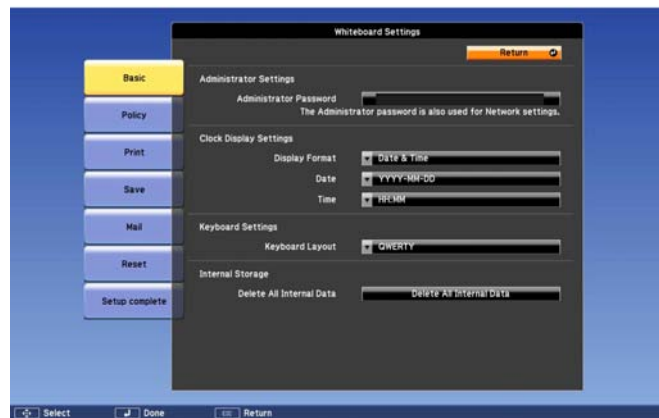 Whiteboard Settings
Return
Basic
Policy
Print
Save
Mail
Reset
Setup complete
Administrator Settings
Administrator Password
The Administrator password is also used for Network settings.
Clock Display Settings
Display Format Date & Time
Date YYYY-MM-DD
Time HH:MM
Keyboard Settings
Keyboard Layout QWERTY
Internal Storage
Delete All Internal Data Delete All Internal Data
Select Done Return